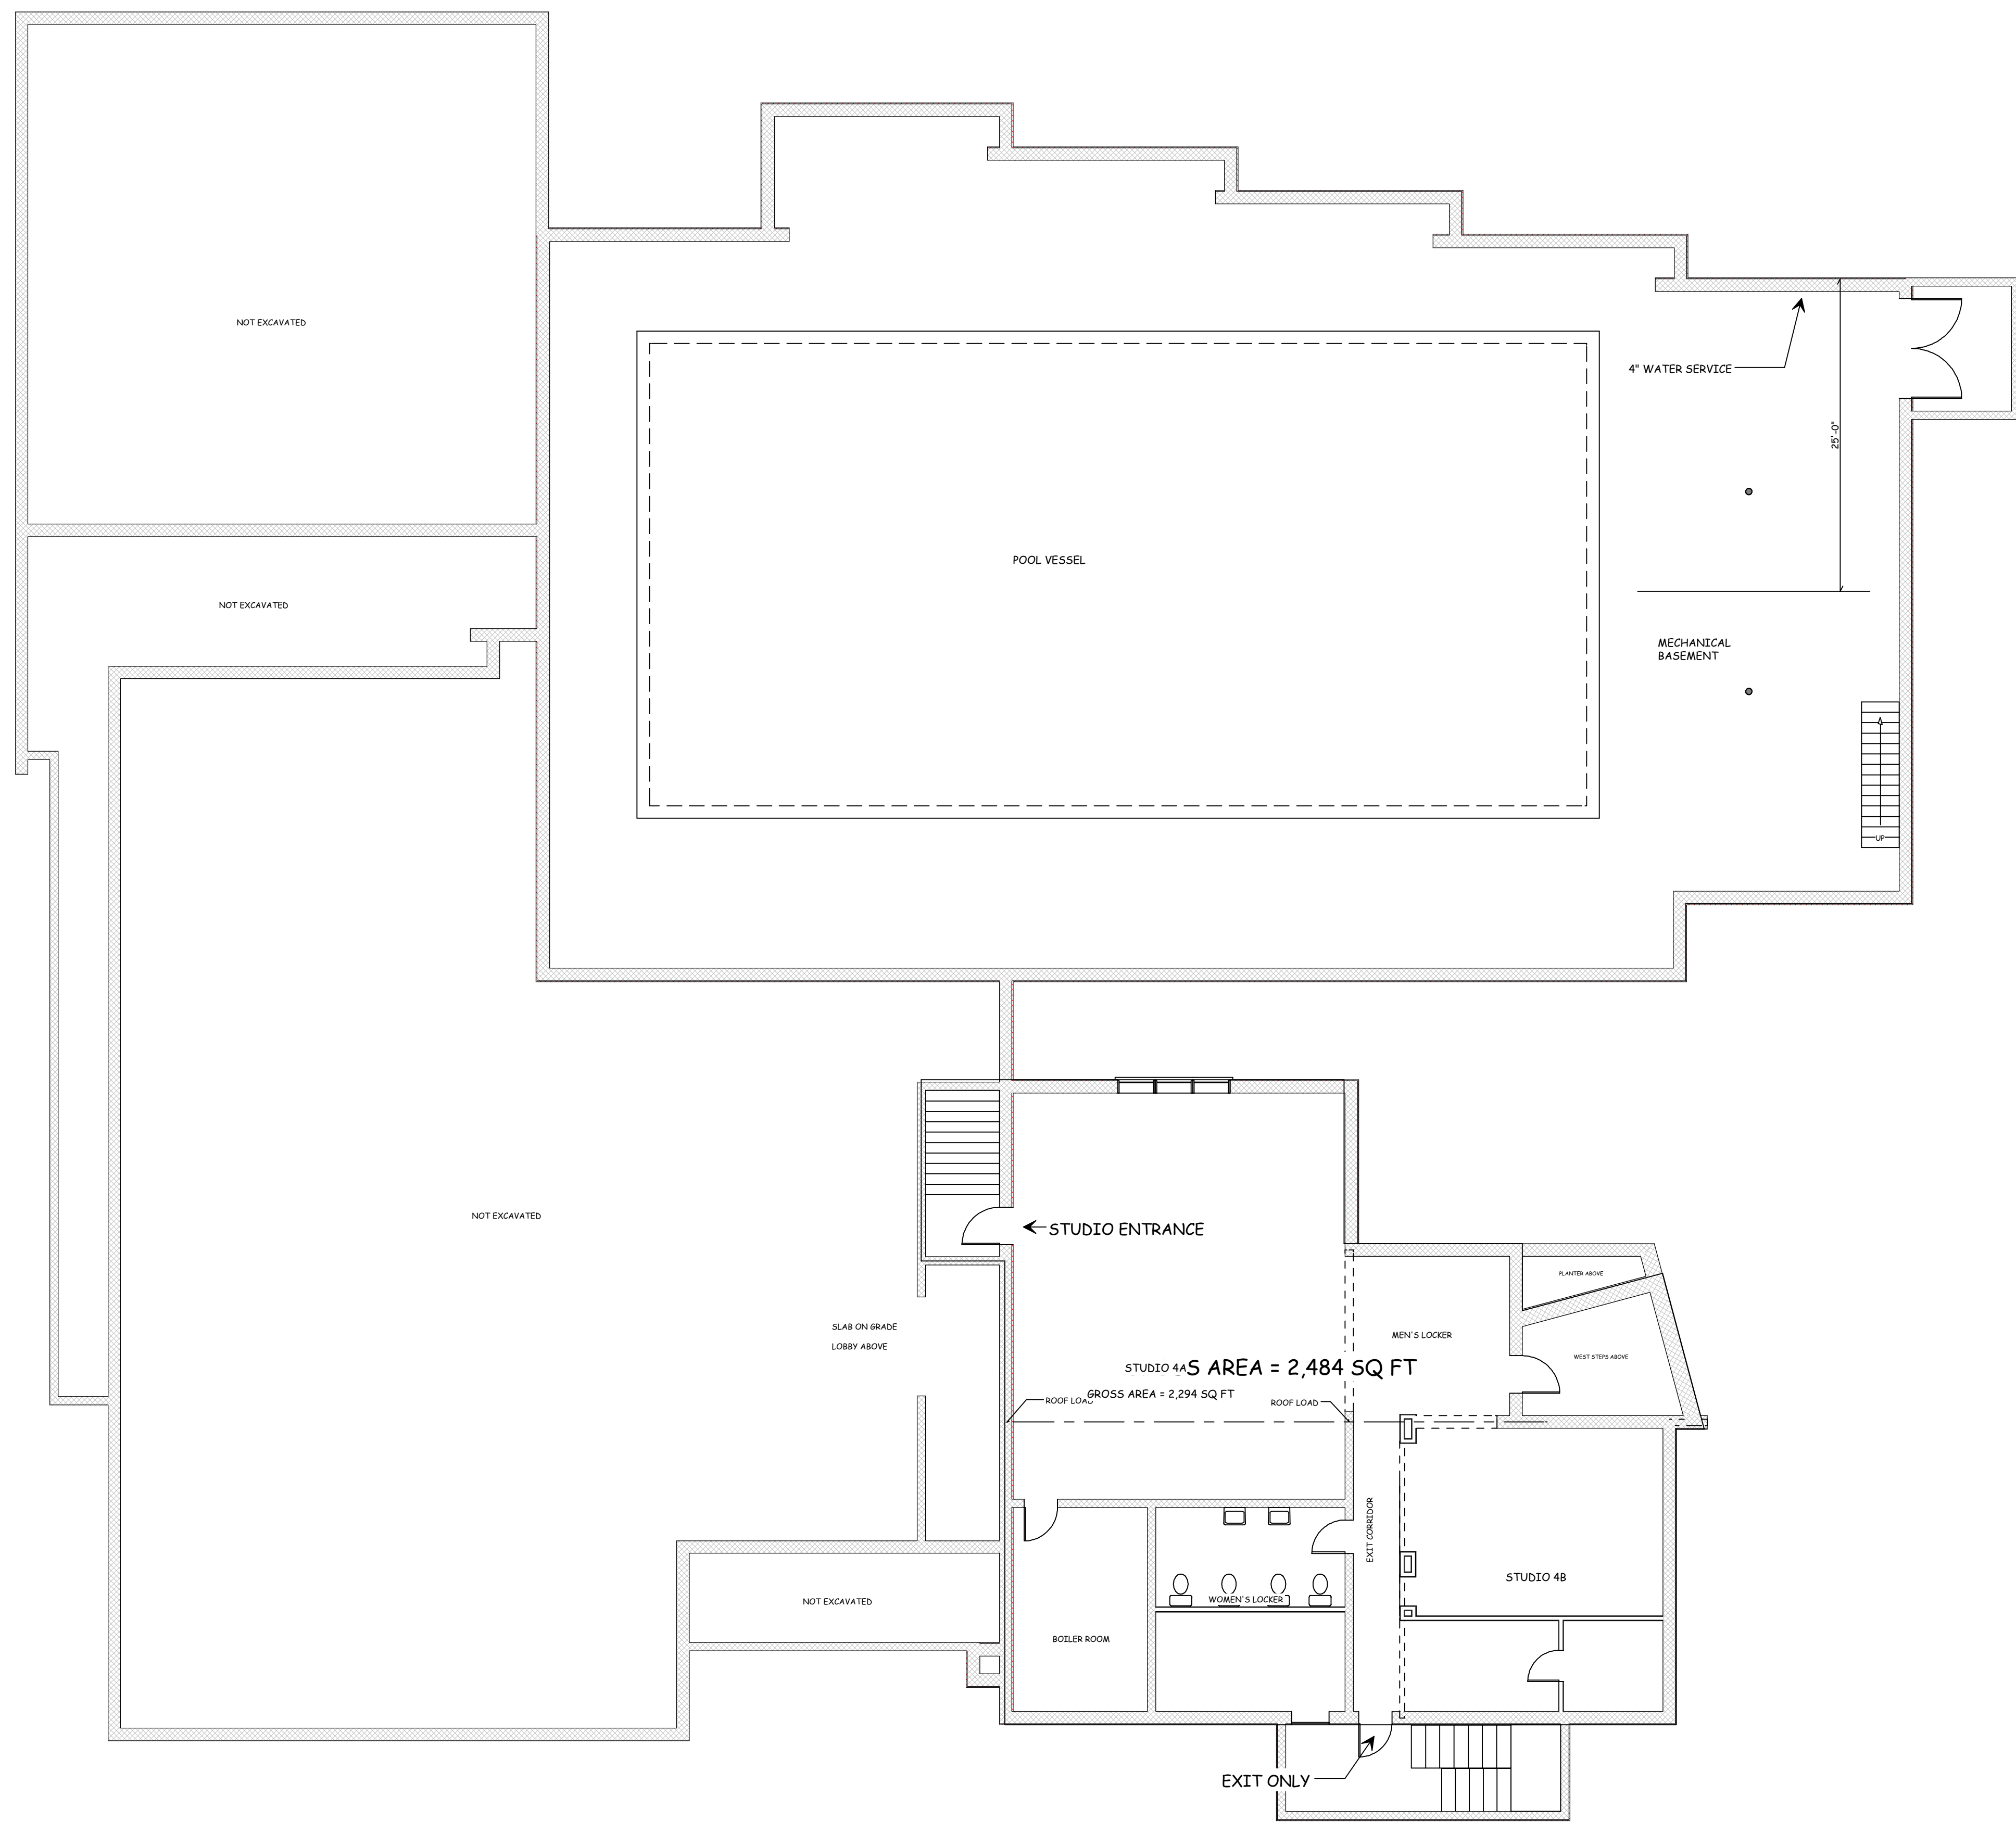 NOT EXCAVATED
4" WATER SERVICE
25'-0"
POOL VESSEL
NOT EXCAVATED
MECHANICAL
BASEMENT
UP
NOT EXCAVATED
STUDIO ENTRANCE
PLANTER ABOVE
SLAB ON GRADE
LOBBY ABOVE
MEN'S LOCKER
WEST STEPS ABOVE
STUDIO 4A
S AREA = 2,484 SQ FT
GROSS AREA = 2,294 SQ FT
ROOF LOAD
ROOF LOAD
EXIT CORRIDOR
STUDIO 4B
NOT EXCAVATED
WOMEN'S LOCKER
BOILER ROOM
EXIT ONLY